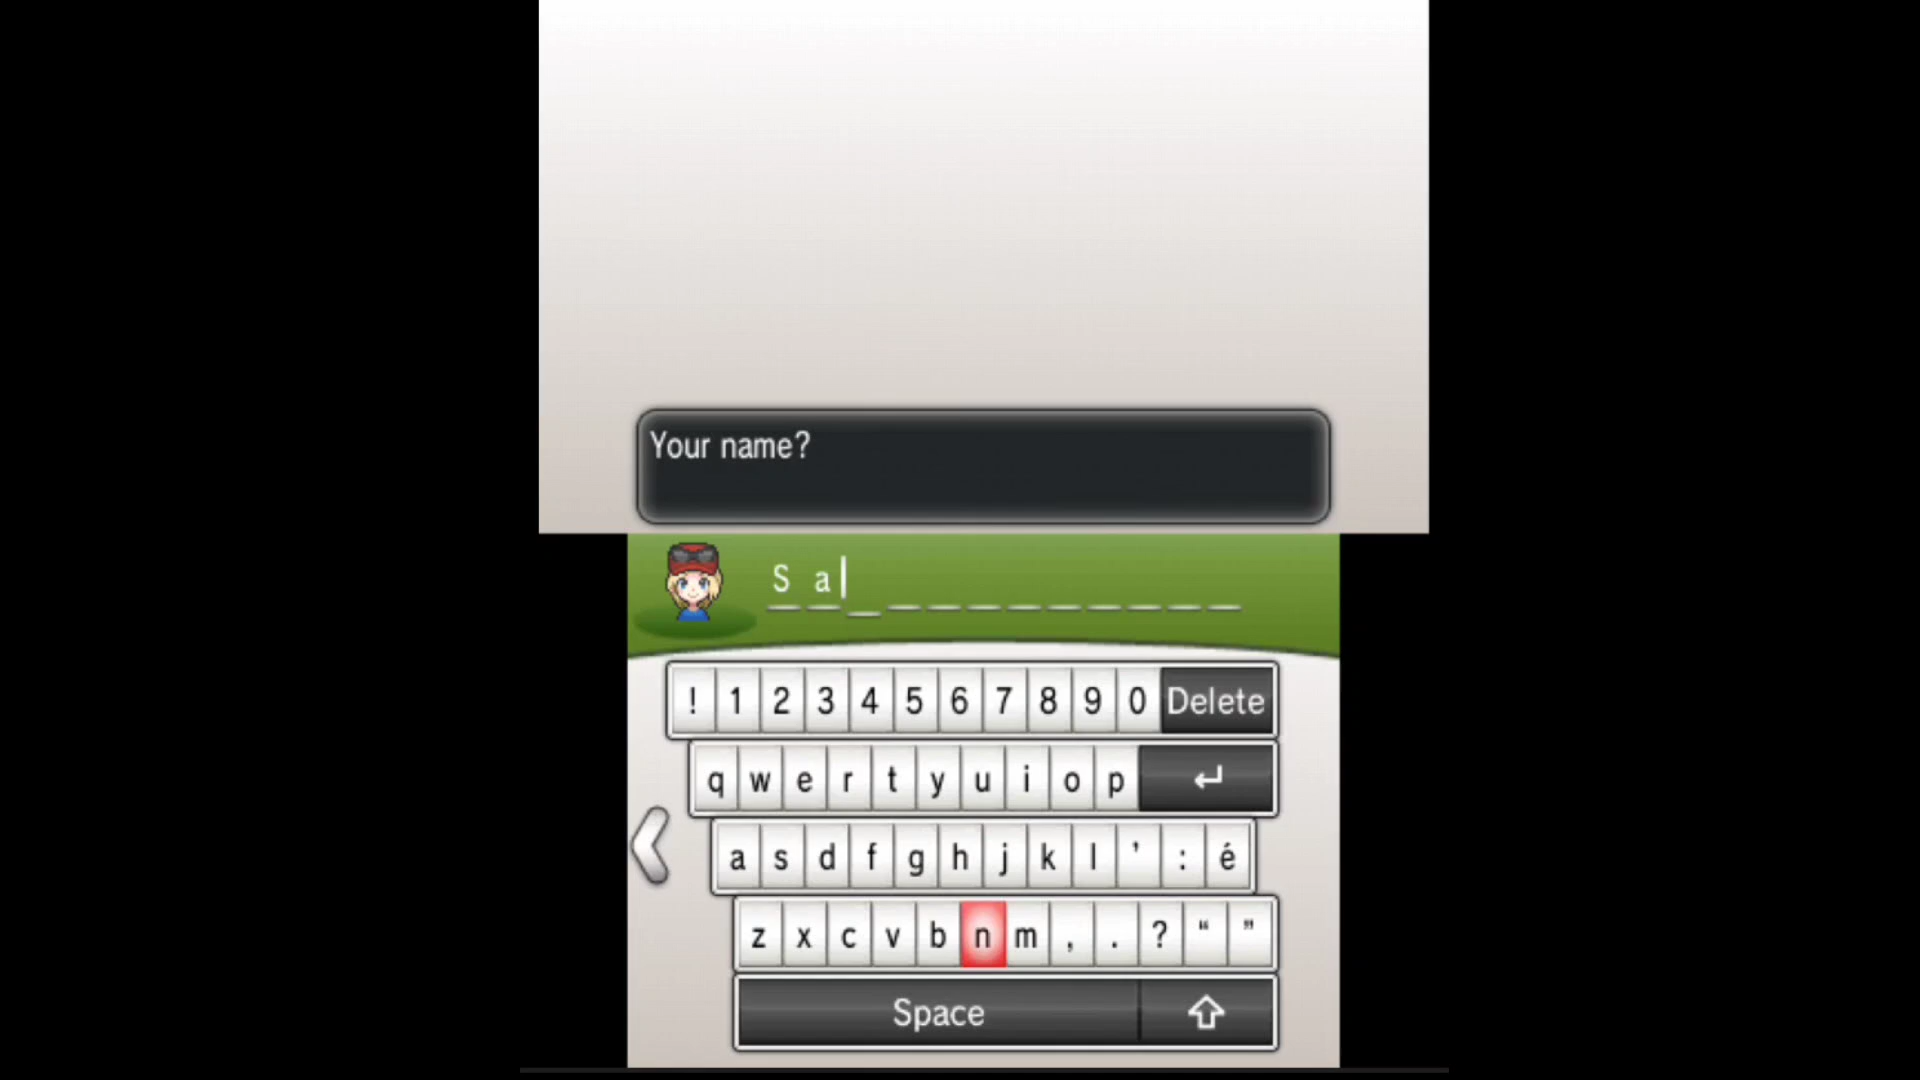 Your name?
S a
! 1 2 3 4 5 6 7 8 9 0 Delete
q w e r t y u i o p ↵
a s d f g h j k l ' : é
z x c v b n m , . ? “ ”
Space ⇧